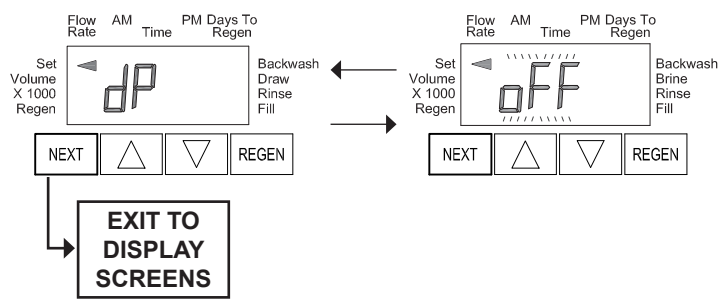 Flow AM PM Days To
Rate Time Regen
Set
Volume
X 1000
Regen
dP
Backwash
Draw
Rinse
Fill
NEXT REGEN
EXIT TO
DISPLAY
SCREENS
Flow AM PM Days To
Rate Time Regen
Set
Volume
X 1000
Regen
oFF
Backwash
Brine
Rinse
Fill
NEXT REGEN